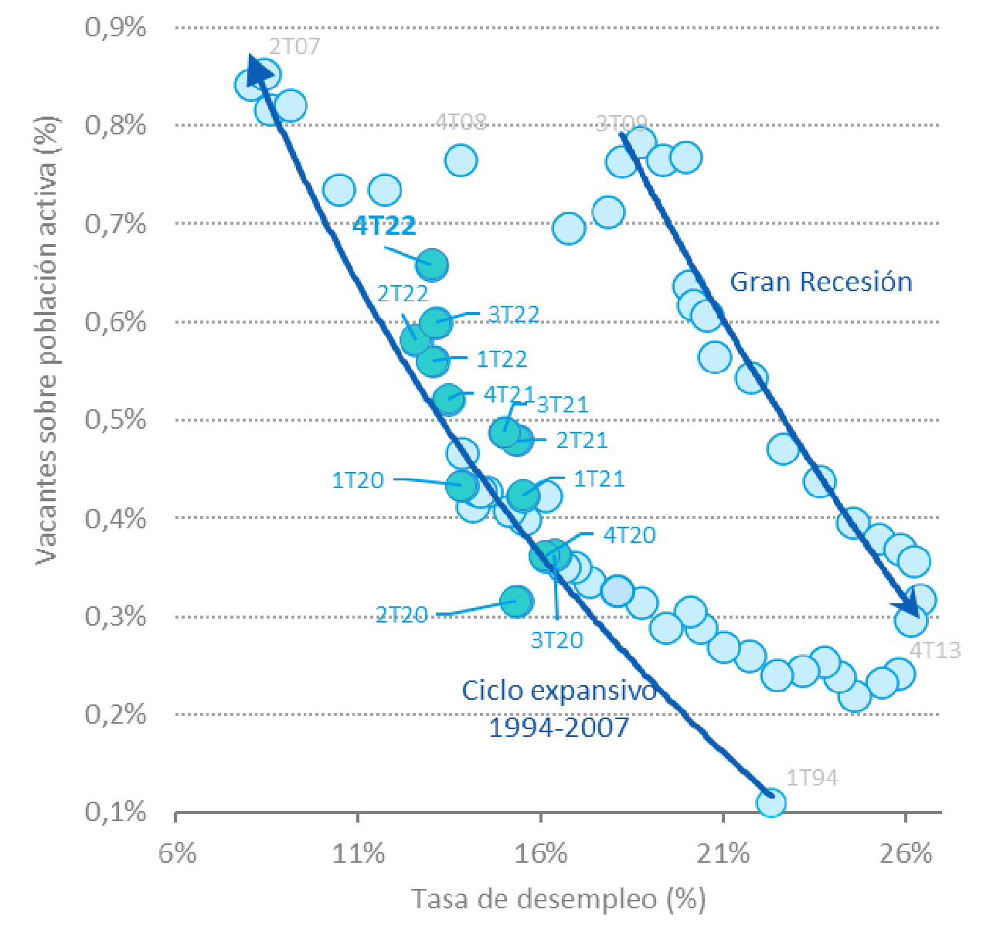 0,9%
2T07
0,8%
4T08
3T09
0,7%
4T22
Gran Recesión
2T22
0,6%
3T22
1T22
4T21
3T21
0,5%
2T21
1T20
1T21
0,4%
4T20
0,3%
2T20
3T20
4T13
Ciclo expansivo
0,2%
1994-2007
1T94
0,1%
6%
11%
16%
21%
26%
Tasa de desempleo (%)
Vacantes sobre población activa (%)